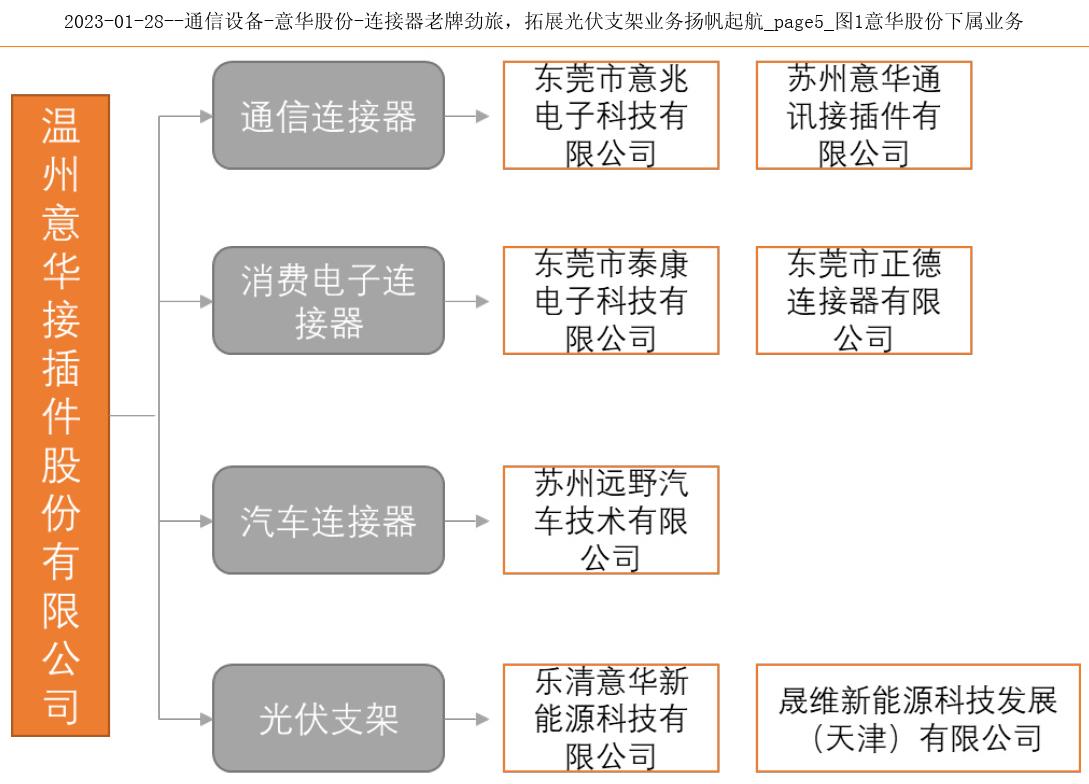 2023-01-28--通信设备-意华股份-连接器老牌劲旅，拓展光伏支架业务扬帆起航_page5_图1意华股份下属业务
温州意华接插件股份有限公司
通信连接器
东莞市意兆
电子科技有
限公司
苏州意华通
讯接插件有
限公司
消费电子连
接器
东莞市泰康
电子科技有
限公司
东莞市正德
连接器有限
公司
汽车连接器
苏州远野汽
车技术有限
公司
光伏支架
乐清意华新
能源科技有
限公司
晟维新能源科技发展
（天津）有限公司